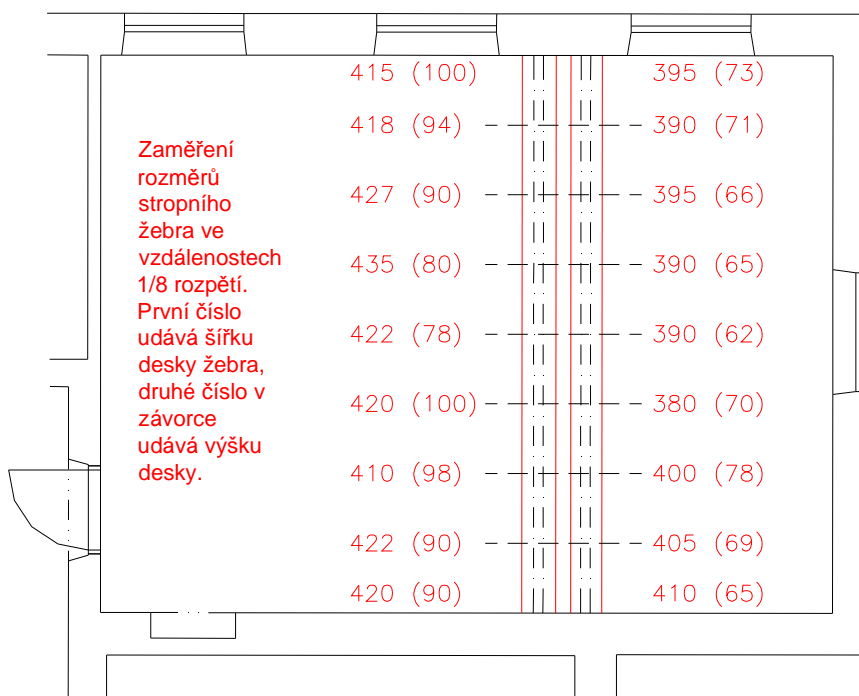 415 (100) 395 (73)
418 (94) 390 (71)
Zaměření
rozměrů
stropního
žebra ve
vzdálenostech
1/8 rozpětí.
První číslo
udává šířku
desky žebra,
druhé číslo v
závorce
udává výšku
desky.
427 (90) 395 (66)
435 (80) 390 (65)
422 (78) 390 (62)
420 (100) 380 (70)
410 (98) 400 (78)
422 (90) 405 (69)
420 (90) 410 (65)